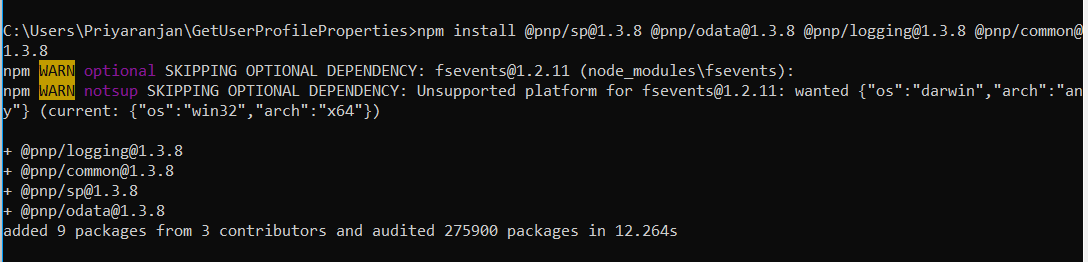 C:\Users\Priyaranjan\GetUserProfileProperties>npm install @pnp/sp@1.3.8 @pnp/odata@1.3.8 @pnp/logging@1.3.8 @pnp/common@
1.3.8
npm WARN optional SKIPPING OPTIONAL DEPENDENCY: fsevents@1.2.11 (node_modules\fsevents):
npm WARN notsup SKIPPING OPTIONAL DEPENDENCY: Unsupported platform for fsevents@1.2.11: wanted {"os":"darwin","arch":"an
y"} (current: {"os":"win32","arch":"x64"})
+ @pnp/logging@1.3.8
+ @pnp/common@1.3.8
+ @pnp/sp@1.3.8
+ @pnp/odata@1.3.8
added 9 packages from 3 contributors and audited 275900 packages in 12.264s